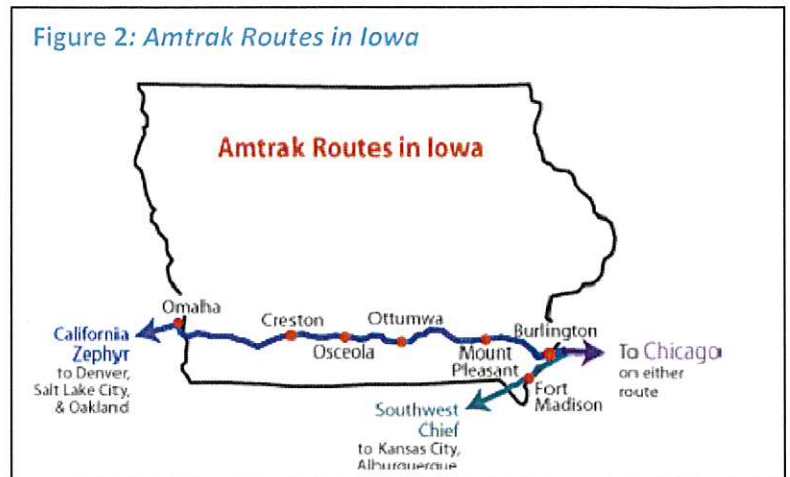 Figure 2: Amtrak Routes in Iowa
Amtrak Routes in Iowa
Omaha
Creston
Osceola
Ottumwa
Mount
Pleasant
Burlington
Fort
Madison
California
Zephyr
to Denver,
Salt Lake City,
& Oakland
To Chicago
on either
route
Southwest
Chief
to Kansas City,
Alburquerque